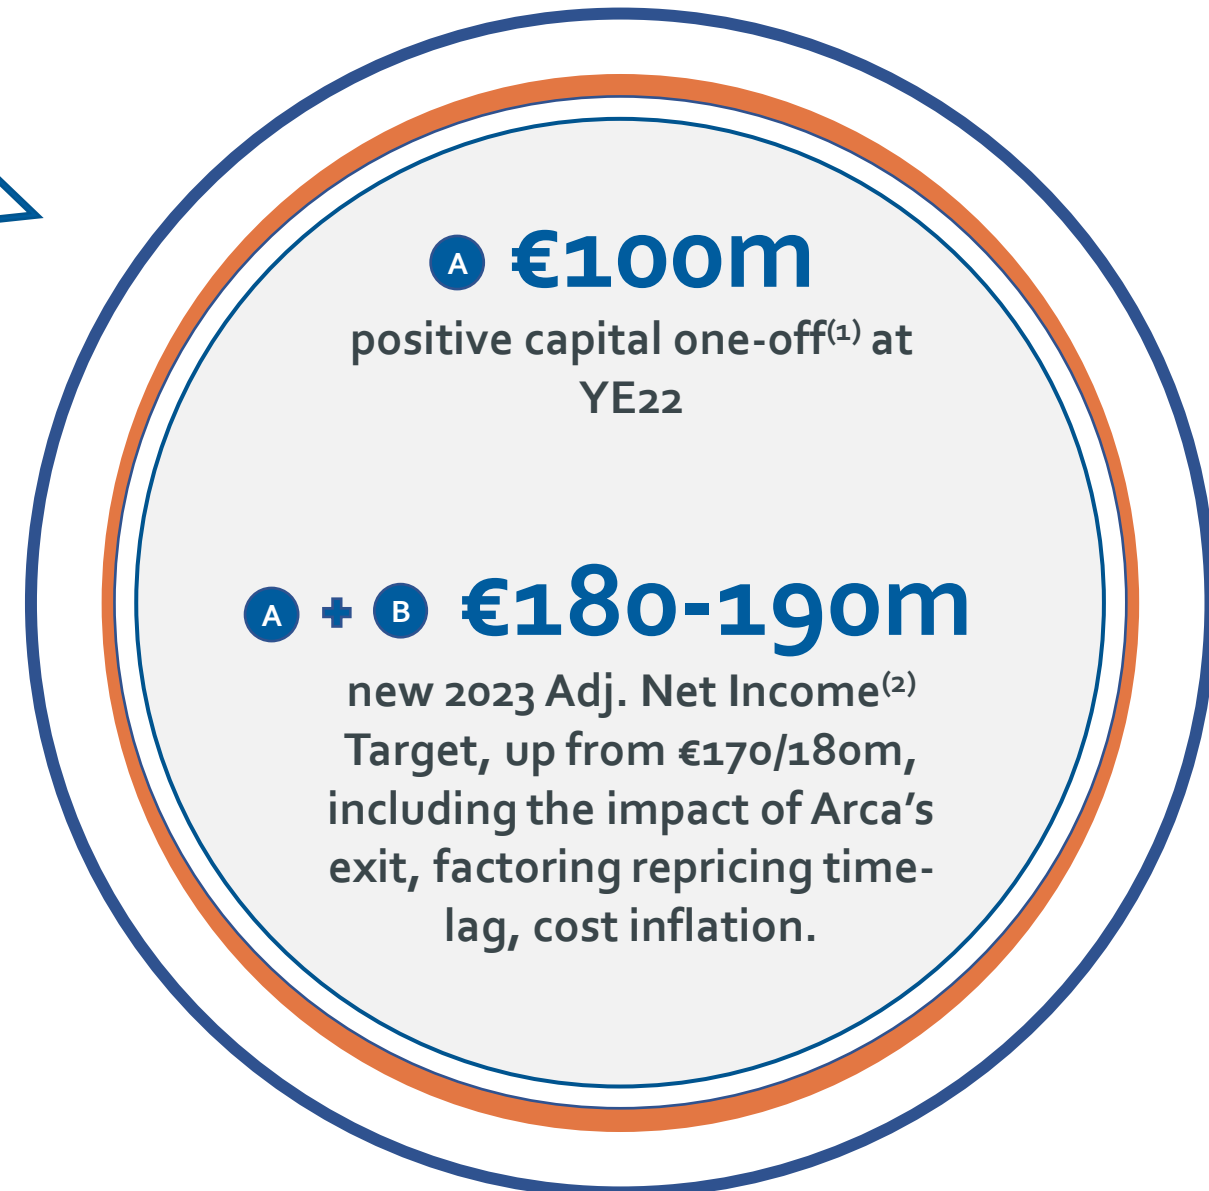 A €100m
positive capital one-off(1) at
YE22
A + B €180-190m
new 2023 Adj. Net Income(2)
Target, up from €170/180m,
including the impact of Arca’s
exit, factoring repricing time-
lag, cost inflation.